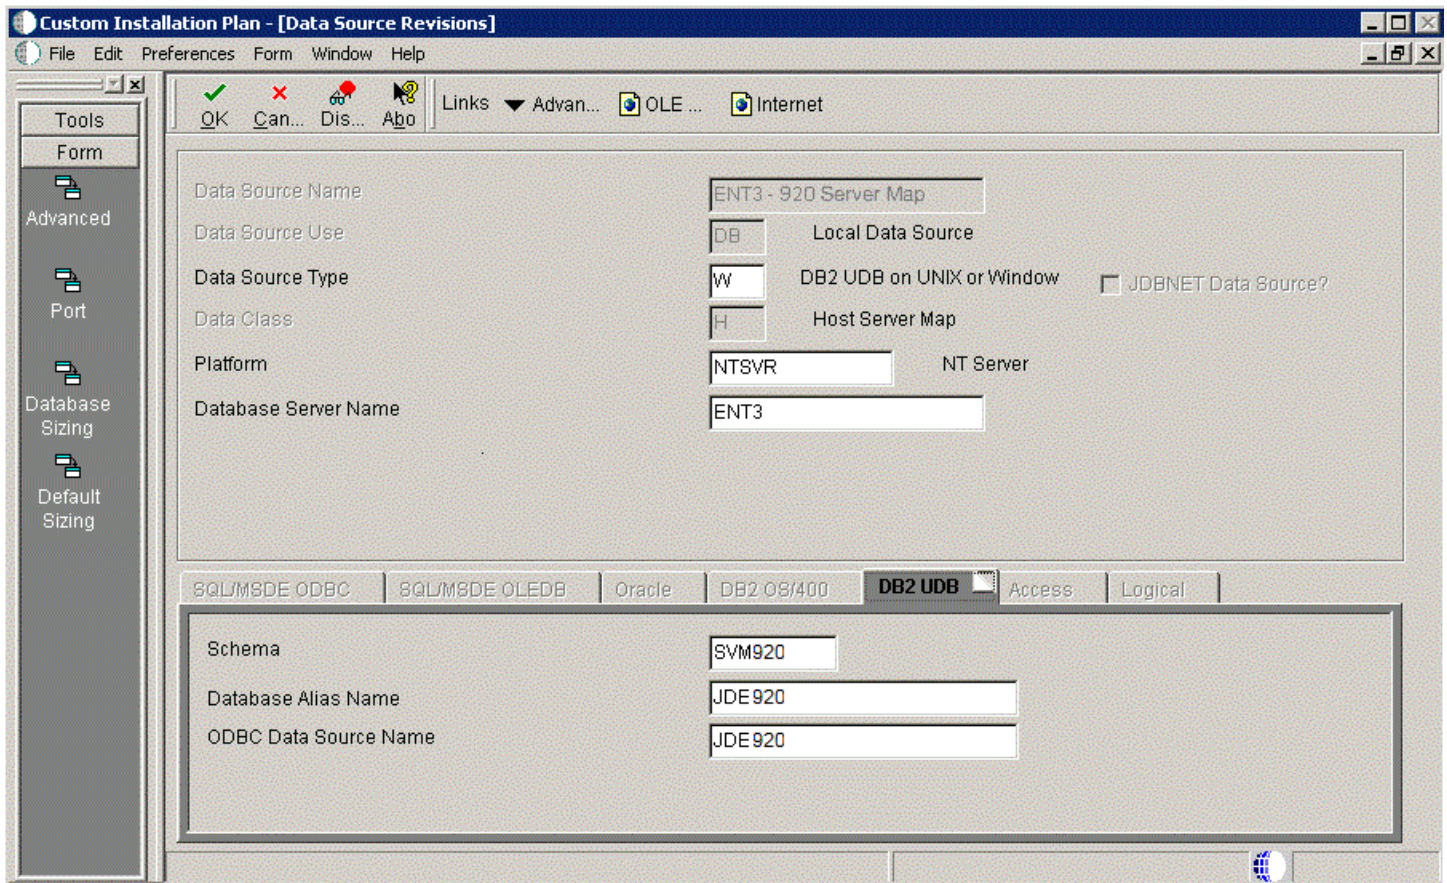 Custom Installation Plan - [Data Source Revisions]
File Edit Preferences Form Window Help
Tools
Form
Advanced
Port
Database
Sizing
Default
Sizing
OK Can... Dis... Abo Links Advan... OLE ... Internet
Data Source Name ENT3 - 920 Server Map
Data Source Use DB Local Data Source
Data Source Type W DB2 UDB on UNIX or Window JDBNET Data Source?
Data Class H Host Server Map
Platform NTSVR NT Server
Database Server Name ENT3
SQL/MSDE ODBC SQL/MSDE OLEDB Oracle DB2 OS/400 DB2 UDB Access Logical
Schema SVM920
Database Alias Name JDE920
ODBC Data Source Name JDE920